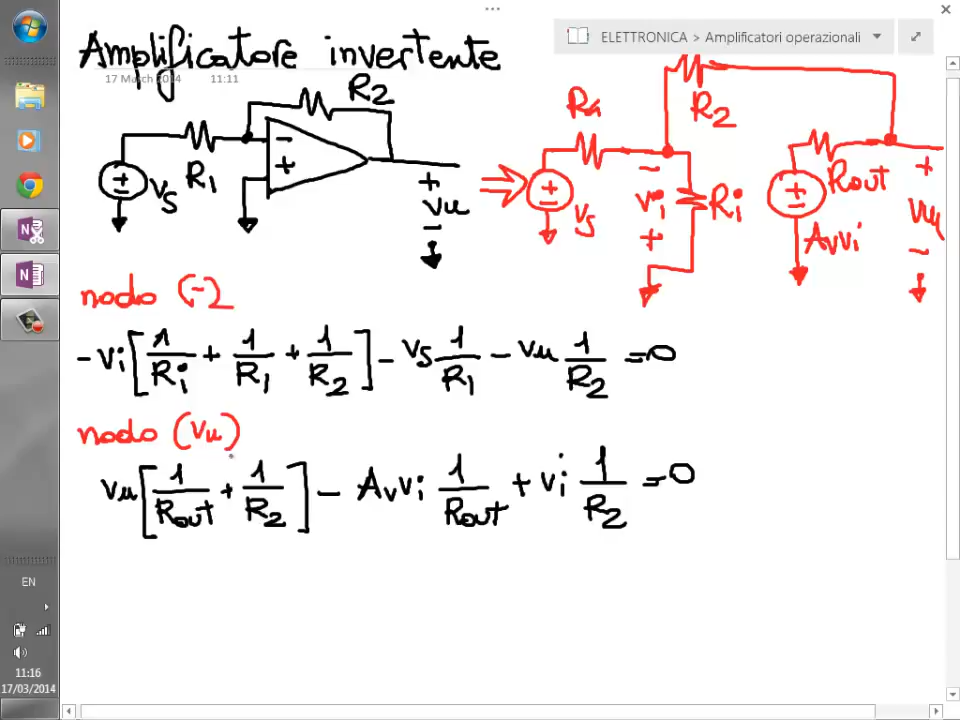 ELETTRONICA > Amplificatori operazionali
Amplificatore invertente
17 March 2014 11:11
R2
R1
vs
-
+
+
vu
-
R1
R2
vs
+
-
- vi +
Ri
+
-
Rout
Avvi
+
vu
-
nodo (-)
-vi[1/Ri + 1/R1 + 1/R2] - vs 1/R1 - vu 1/R2 = 0
nodo (vu)
vu[1/Rout + 1/R2] - Avvi 1/Rout + vi 1/R2 = 0
EN
11:16
17/03/2014